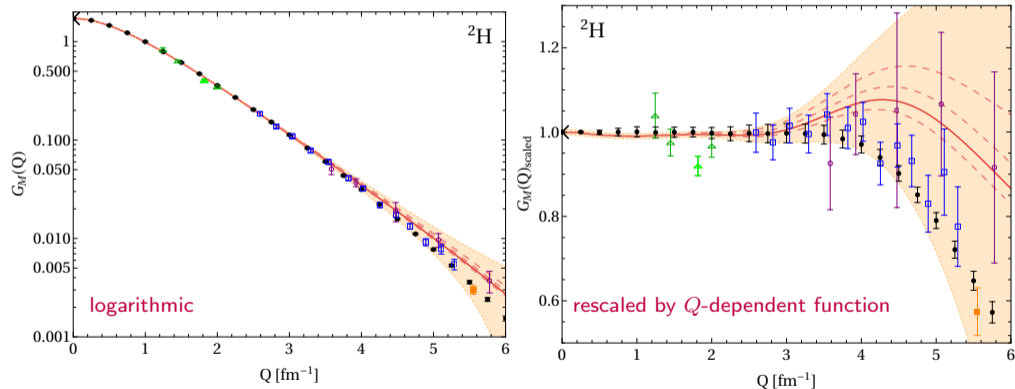 ²H
1
0.500
0.100
0.050
0.010
0.005
0.001
G_M(Q)
logarithmic
0 1 2 3 4 5 6
Q [fm⁻¹]
²H
1.2
1.0
0.8
0.6
G_M(Q)scaled
rescaled by Q-dependent function
0 1 2 3 4 5 6
Q [fm⁻¹]